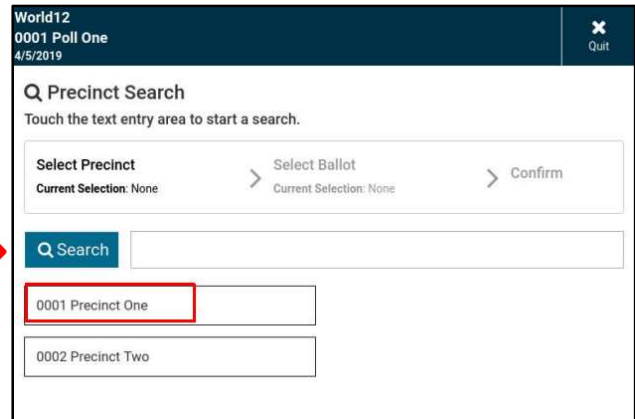 World12
0001 Poll One
4/5/2019
Quit
Precinct Search
Touch the text entry area to start a search.
Select Precinct
Current Selection: None
Select Ballot
Current Selection: None
Confirm
Search
0001 Precinct One
0002 Precinct Two